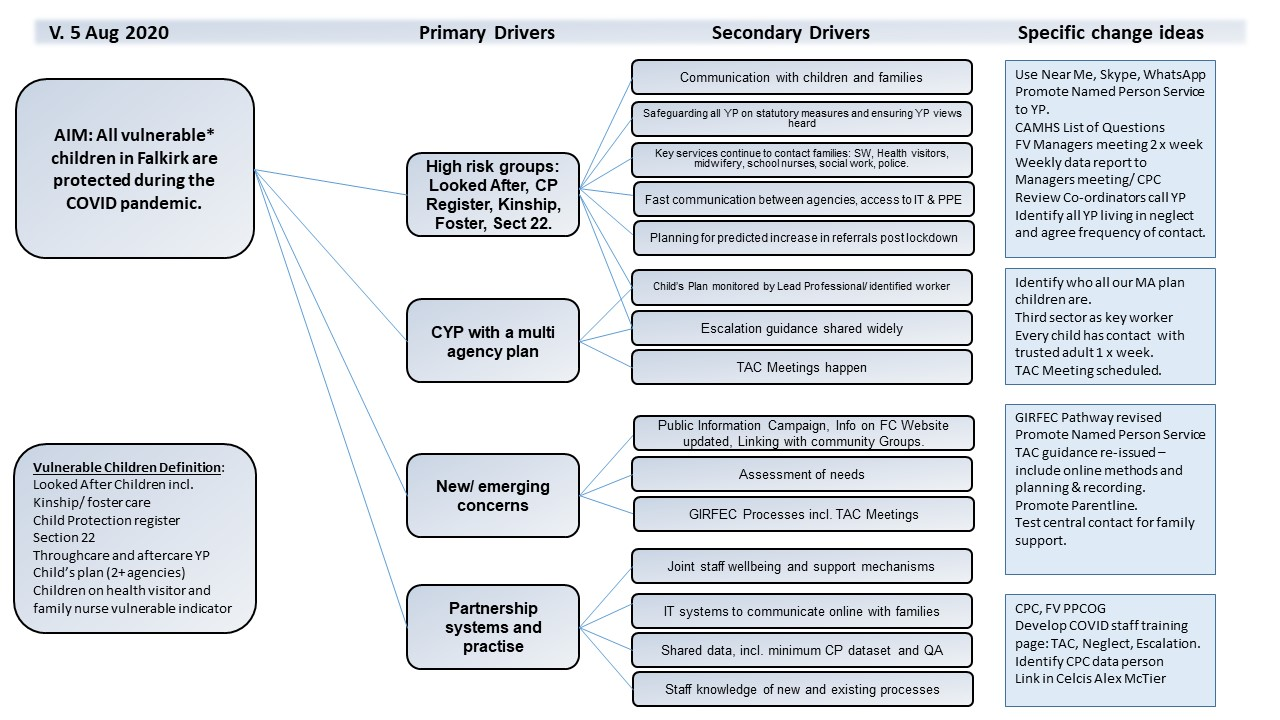 V. 5 Aug 2020
Primary Drivers
Secondary Drivers
Specific change ideas
AIM: All vulnerable*
children in Falkirk are
protected during the
COVID pandemic.
Vulnerable Children Definition:
Looked After Children incl.
Kinship/ foster care
Child Protection register
Section 22
Throughcare and aftercare YP
Child's plan (2+ agencies)
Children on health visitor and
family nurse vulnerable indicator
High risk groups:
Looked After, CP
Register, Kinship,
Foster, Sect 22.
CYP with a multi
agency plan
New/ emerging
concerns
Partnership
systems and
practise
Communication with children and families
Safeguarding all YP on statutory measures and ensuring YP views
heard
Key services continue to contact families: SW, Health visitors,
midwifery, school nurses, social work, police.
Fast communication between agencies, access to IT & PPE
Planning for predicted increase in referrals post lockdown
Child's Plan monitored by Lead Professional/ identified worker
Escalation guidance shared widely
TAC Meetings happen
Public Information Campaign, Info on FC Website
updated, Linking with community Groups.
Assessment of needs
GIRFEC Processes incl. TAC Meetings
Joint staff wellbeing and support mechanisms
IT systems to communicate online with families
Shared data, incl. minimum CP dataset and QA
Staff knowledge of new and existing processes
Use Near Me, Skype, WhatsApp
Promote Named Person Service
to YP.
CAMHS List of Questions
FV Managers meeting 2 x week
Weekly data report to
Managers meeting/ CPC
Review Co-ordinators call YP
Identify all YP living in neglect
and agree frequency of contact.
Identify who all our MA plan
children are.
Third sector as key worker
Every child has contact with
trusted adult 1 x week.
TAC Meeting scheduled.
GIRFEC Pathway revised
Promote Named Person Service
TAC guidance re-issued –
include online methods and
planning & recording.
Promote Parentline.
Test central contact for family
support.
CPC, FV PPCOG
Develop COVID staff training
page: TAC, Neglect, Escalation.
Identify CPC data person
Link in Celcis Alex McTier